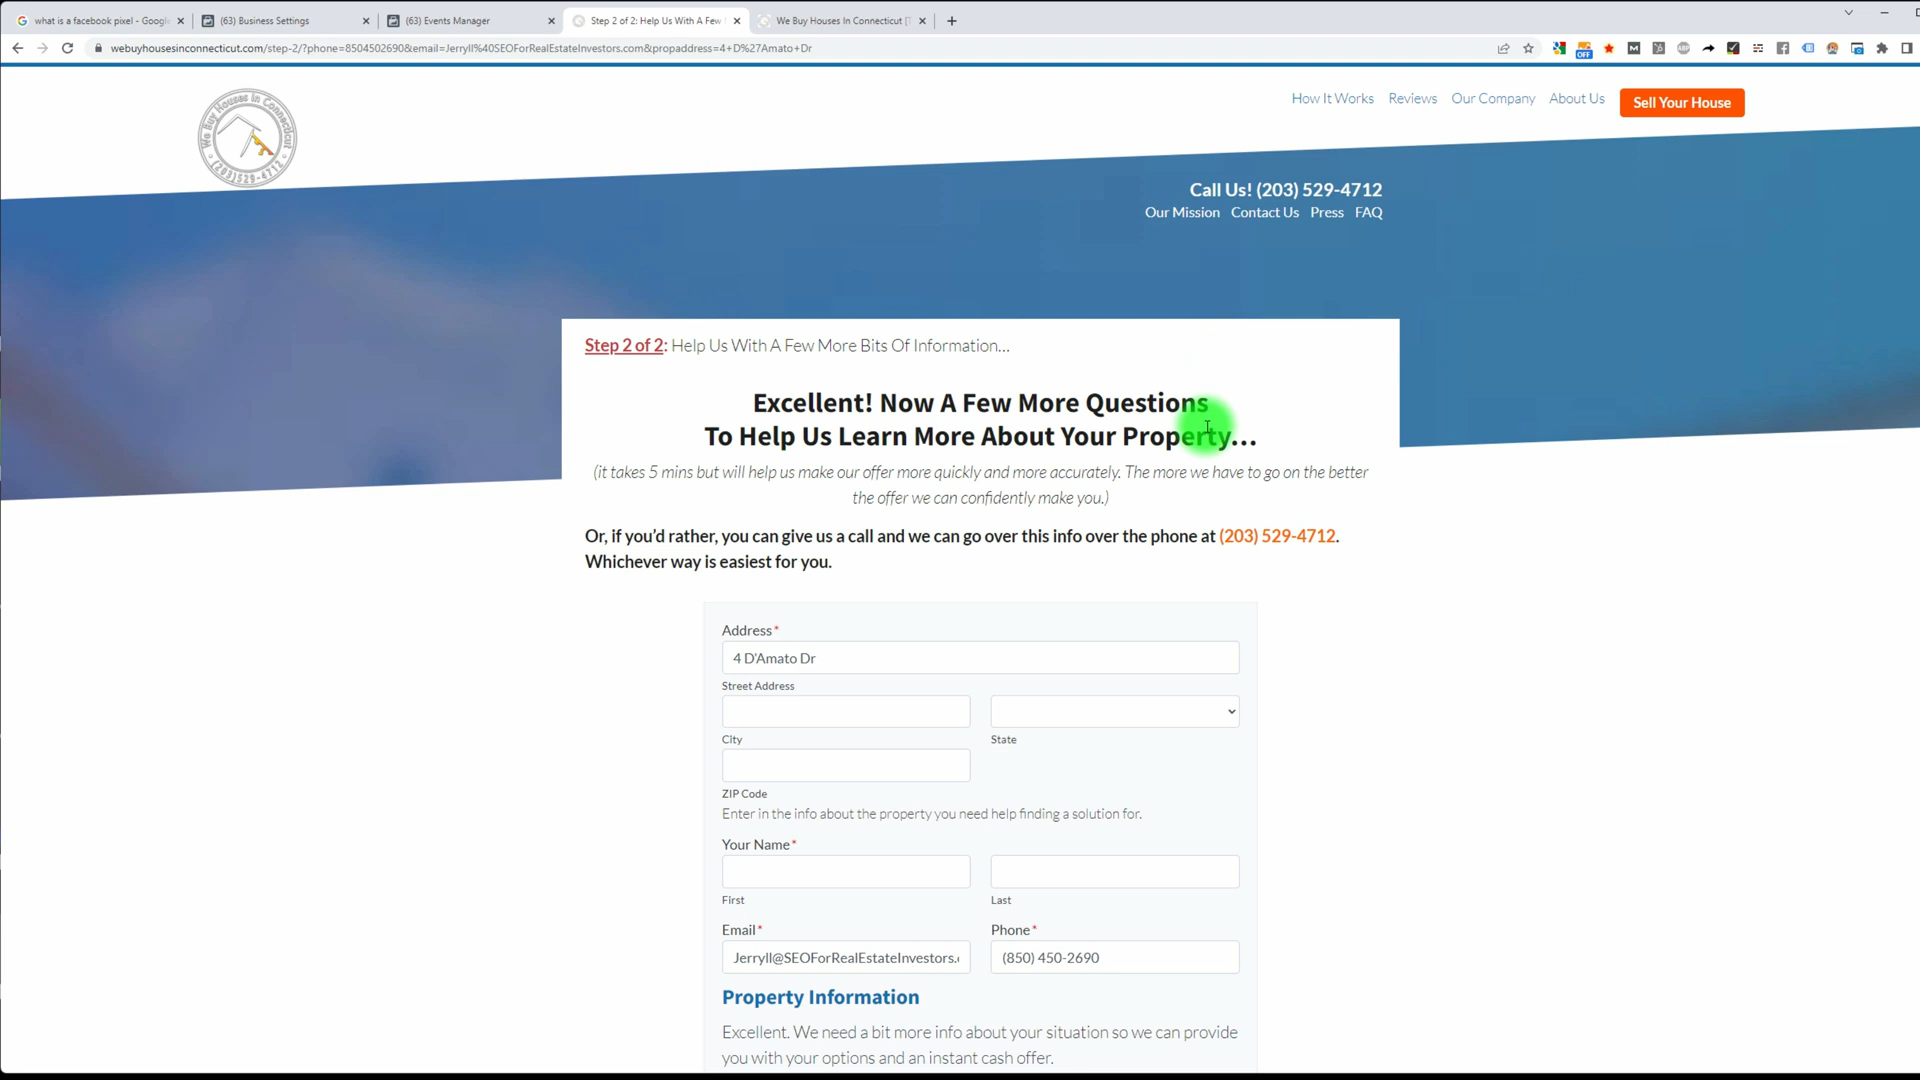 what is a facebook pixel - Google
(63) Business Settings
(63) Events Manager
Step 2 of 2: Help Us With A Few
We Buy Houses In Connecticut [
webuyhousesinconnecticut.com/step-2/?phone=8504502690&email=Jerryll%40SEOForRealEstateInvestors.com&propaddress=4+D%27Amato+Dr
OFF
We Buy Houses In Connecticut
(203)529-4712
How It Works
Reviews
Our Company
About Us
Sell Your House
Call Us! (203) 529-4712
Our Mission
Contact Us
Press
FAQ
Step 2 of 2: Help Us With A Few More Bits Of Information...
Excellent! Now A Few More Questions
To Help Us Learn More About Your Property…
(it takes 5 mins but will help us make our offer more quickly and more accurately. The more we have to go on the better
the offer we can confidently make you.)
Or, if you’d rather, you can give us a call and we can go over this info over the phone at (203) 529-4712.
Whichever way is easiest for you.
Address*
4 D'Amato Dr
Street Address
City
State
ZIP Code
Enter in the info about the property you need help finding a solution for.
Your Name*
First
Last
Email*
Phone*
Jerryll@SEOForRealEstateInvestors.
(850) 450-2690
Property Information
Excellent. We need a bit more info about your situation so we can provide
you with your options and an instant cash offer.